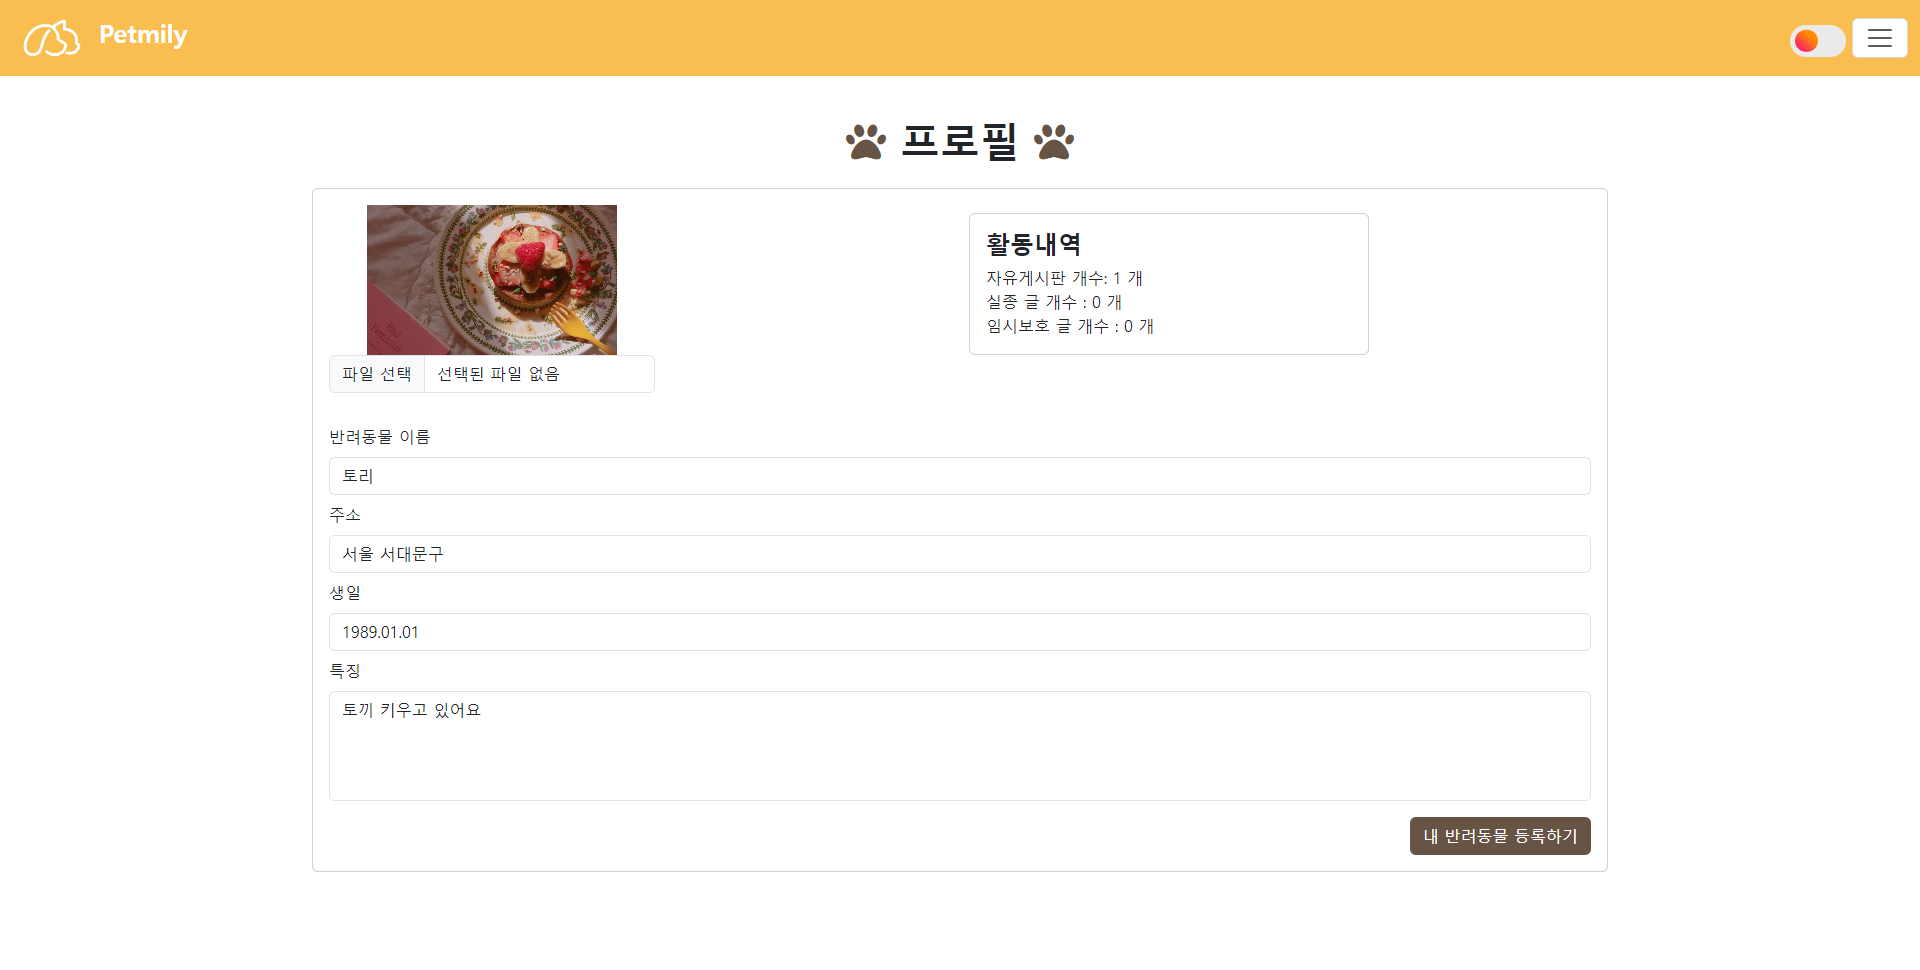 Petmily
프로필
활동내역
자유게시판 개수: 1 개
실종 글 개수 : 0 개
임시보호 글 개수 : 0 개
파일 선택 선택된 파일 없음
반려동물 이름
토리
주소
서울 서대문구
생일
1989.01.01
특징
토끼 키우고 있어요
내 반려동물 등록하기